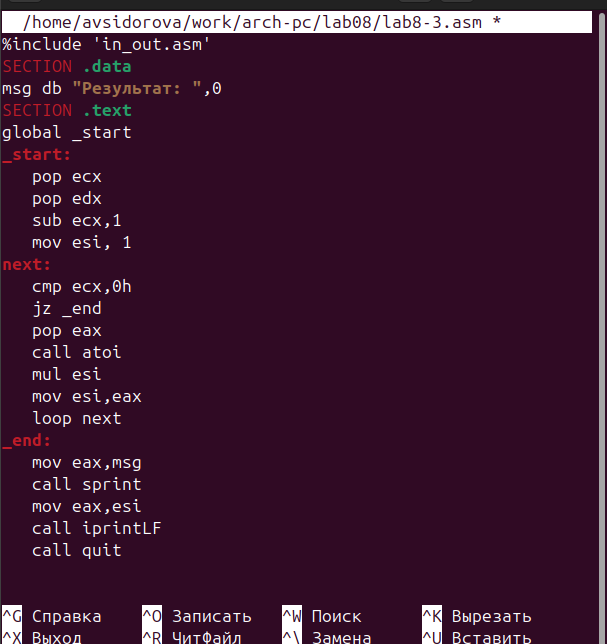 /home/avsidorova/work/arch-pc/lab08/lab8-3.asm *
%include 'in_out.asm'
SECTION .data
msg db "Результат: ",0
SECTION .text
global _start
_start:
pop ecx
pop edx
sub ecx,1
mov esi, 1
next:
cmp ecx,0h
jz _end
pop eax
call atoi
mul esi
mov esi,eax
loop next
_end:
mov eax,msg
call sprint
mov eax,esi
call iprintLF
call quit
^G Справка ^O Записать ^W Поиск ^K Вырезать
^X Выход ^R ЧитФайл ^\ Замена ^U Вставить